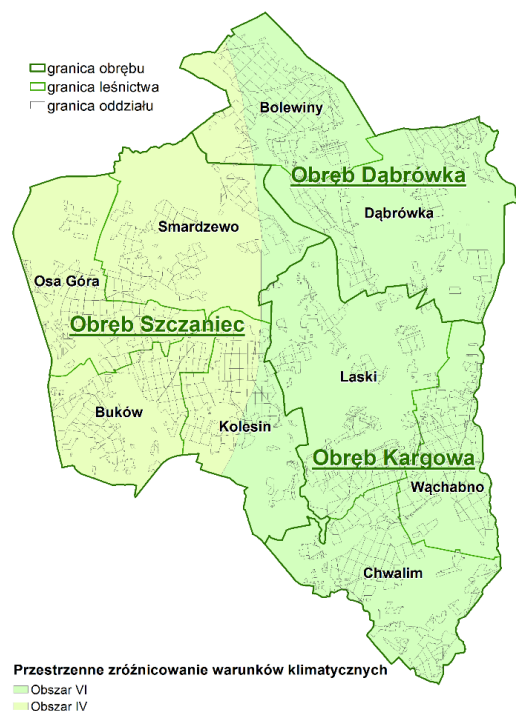 granica obrębu
granica leśnictwa
granica oddziału
Bolewiny
Obręb Dąbrówka
Dąbrówka
Smardzewo
Osa Góra
Obręb Szczaniec
Laski
Buków
Kolesin
Obręb Kargowa
Wąchabno
Chwalim
Przestrzenne zróżnicowanie warunków klimatycznych
Obszar VI
Obszar IV